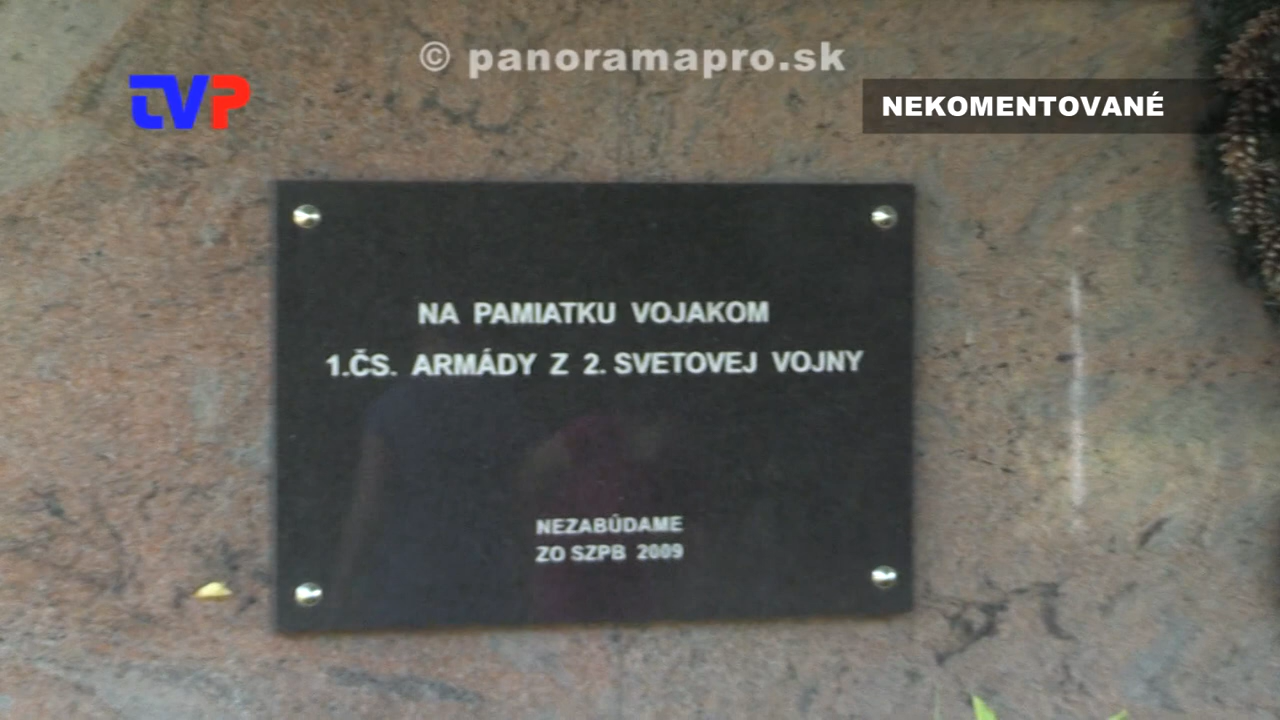 © panoramapro.sk
TVP
NEKOMENTOVANÉ
NA PAMIATKU VOJAKOM
1.ČS. ARMÁDY Z 2. SVETOVEJ VOJNY
NEZABÚDAME
ZO SZPB 2009